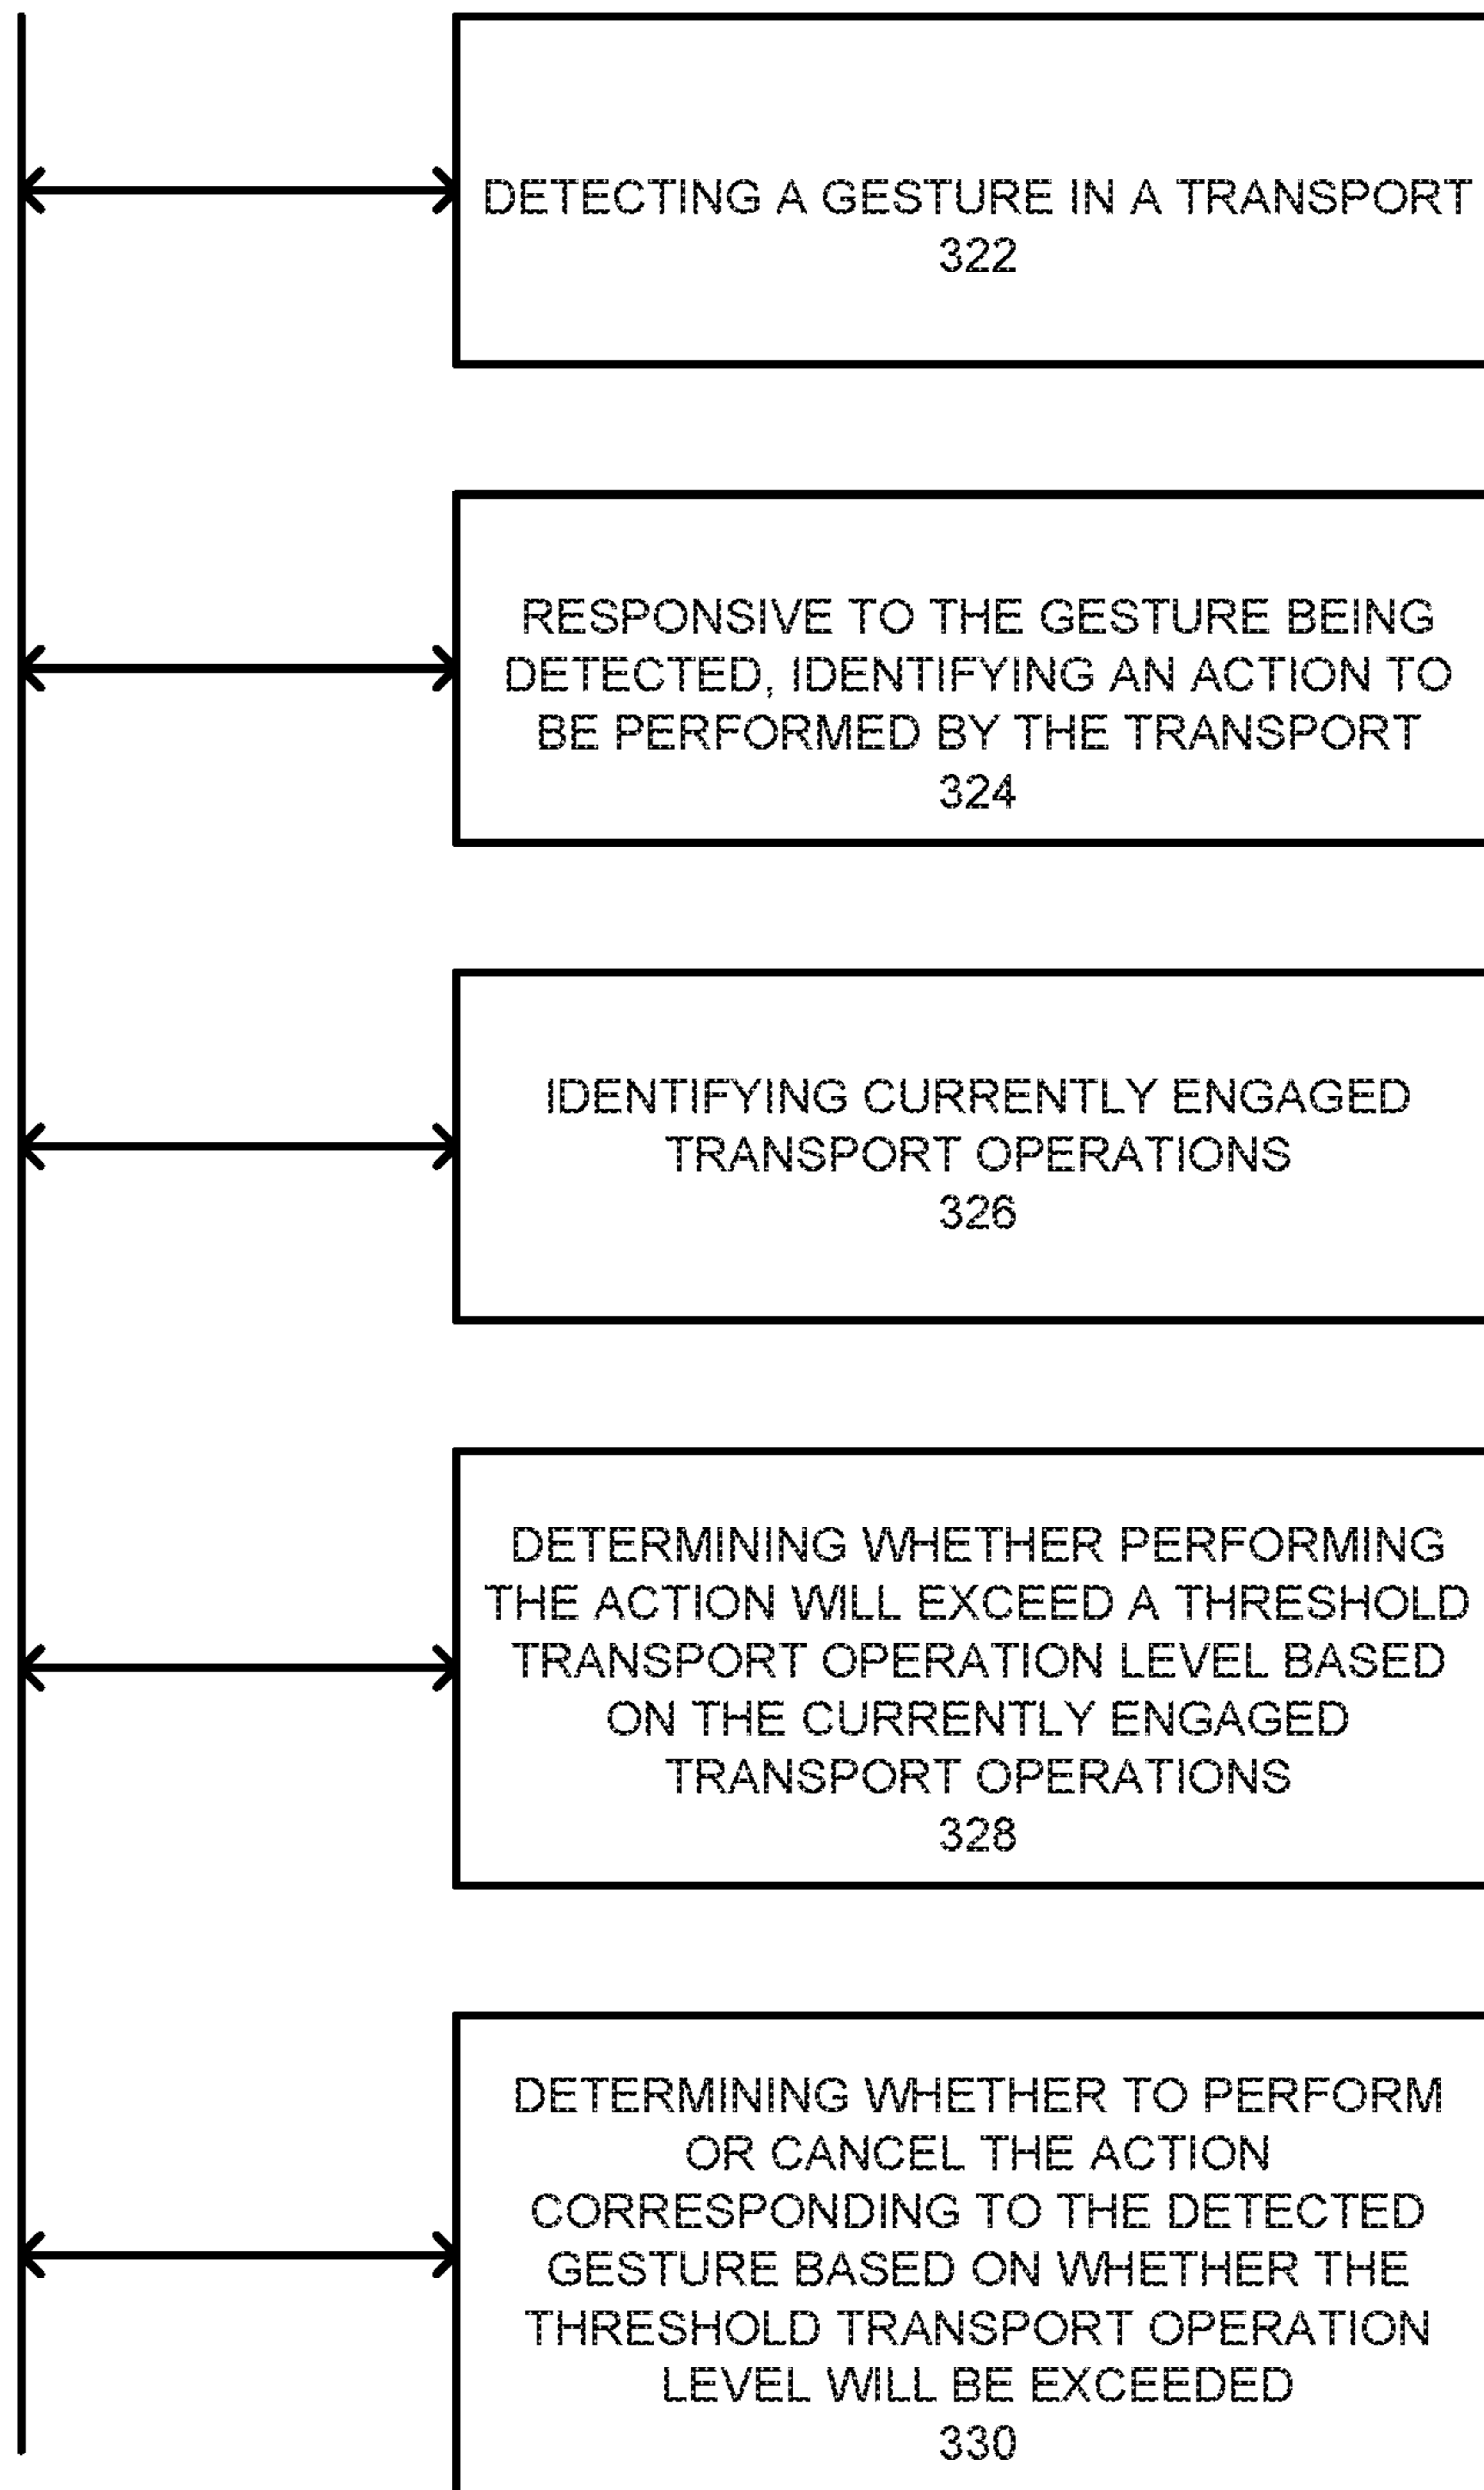 DETECTING A GESTURE IN A TRANSPORT
322
RESPONSIVE TO THE GESTURE BEING
DETECTED, IDENTIFYING AN ACTION TO
BE PERFORMED BY THE TRANSPORT
324
IDENTIFYING CURRENTLY ENGAGED
TRANSPORT OPERATIONS
326
DETERMINING WHETHER PERFORMING
THE ACTION WILL EXCEED A THRESHOLD
TRANSPORT OPERATION LEVEL BASED
ON THE CURRENTLY ENGAGED
TRANSPORT OPERATIONS
328
DETERMINING WHETHER TO PERFORM
OR CANCEL THE ACTION
CORRESPONDING TO THE DETECTED
GESTURE BASED ON WHETHER THE
THRESHOLD TRANSPORT OPERATION
LEVEL WILL BE EXCEEDED
330